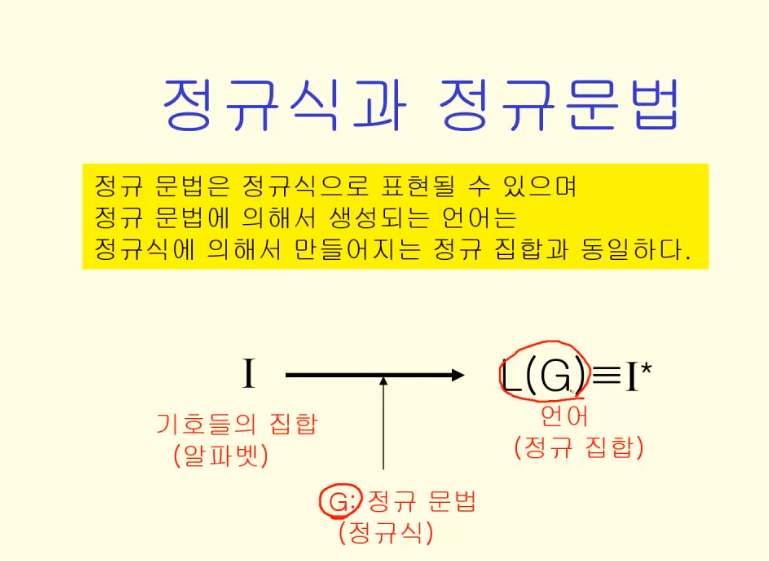 정규식과 정규문법
정규 문법은 정규식으로 표현될 수 있으며
정규 문법에 의해서 생성되는 언어는
정규식에 의해서 만들어지는 정규 집합과 동일하다.
I
L(G)≡I*
기호들의 집합
(알파벳)
언어
(정규 집합)
G: 정규 문법
(정규식)